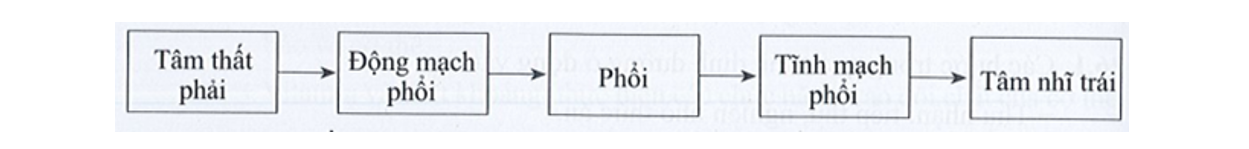 Tâm thất
phải
Động mạch
phổi
Phổi
Tĩnh mạch
phổi
Tâm nhĩ trái